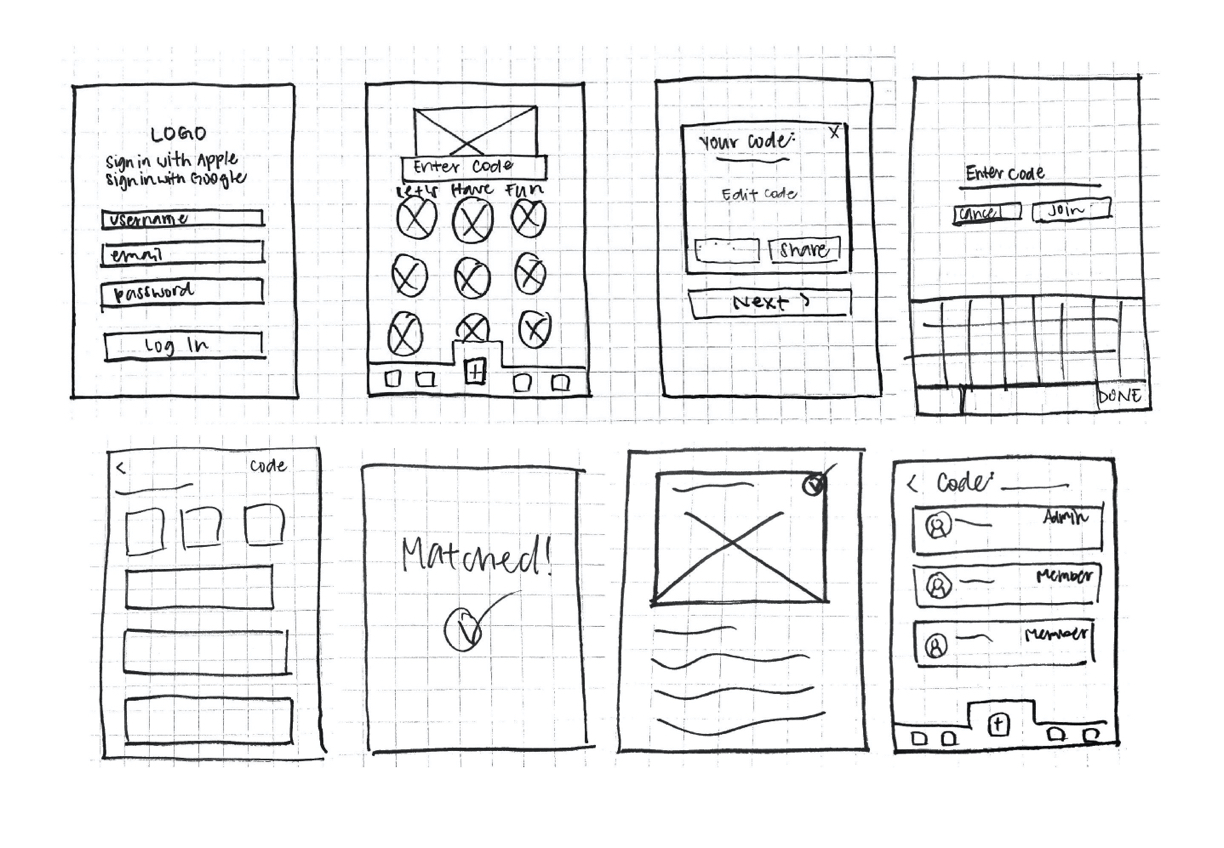 LOGO
Sign in with Apple
Sign in with Google
username
email
password
Log In
Enter Code
Let's Have Fun
Your Code: X
Edit Code
Share
Next >
Enter Code
Cancel Join
DONE
< Code
Matched!
< Code:
Admin
Member
Member